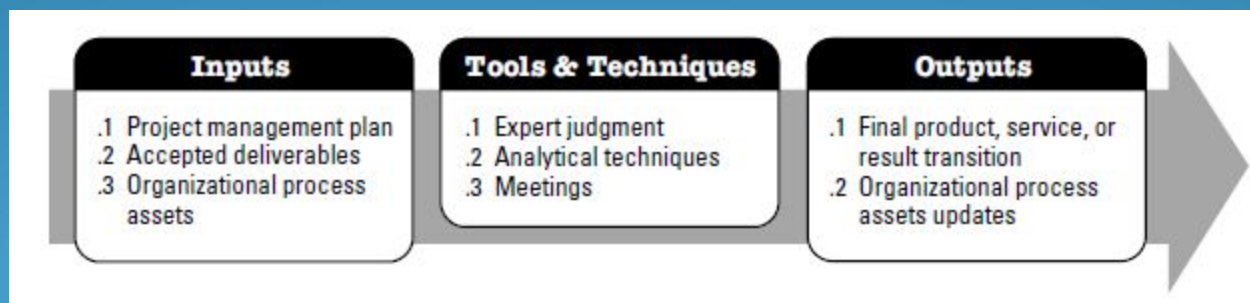 Inputs
.1 Project management plan
.2 Accepted deliverables
.3 Organizational process
assets
Tools & Techniques
.1 Expert judgment
.2 Analytical techniques
.3 Meetings
Outputs
.1 Final product, service, or
result transition
.2 Organizational process
assets updates